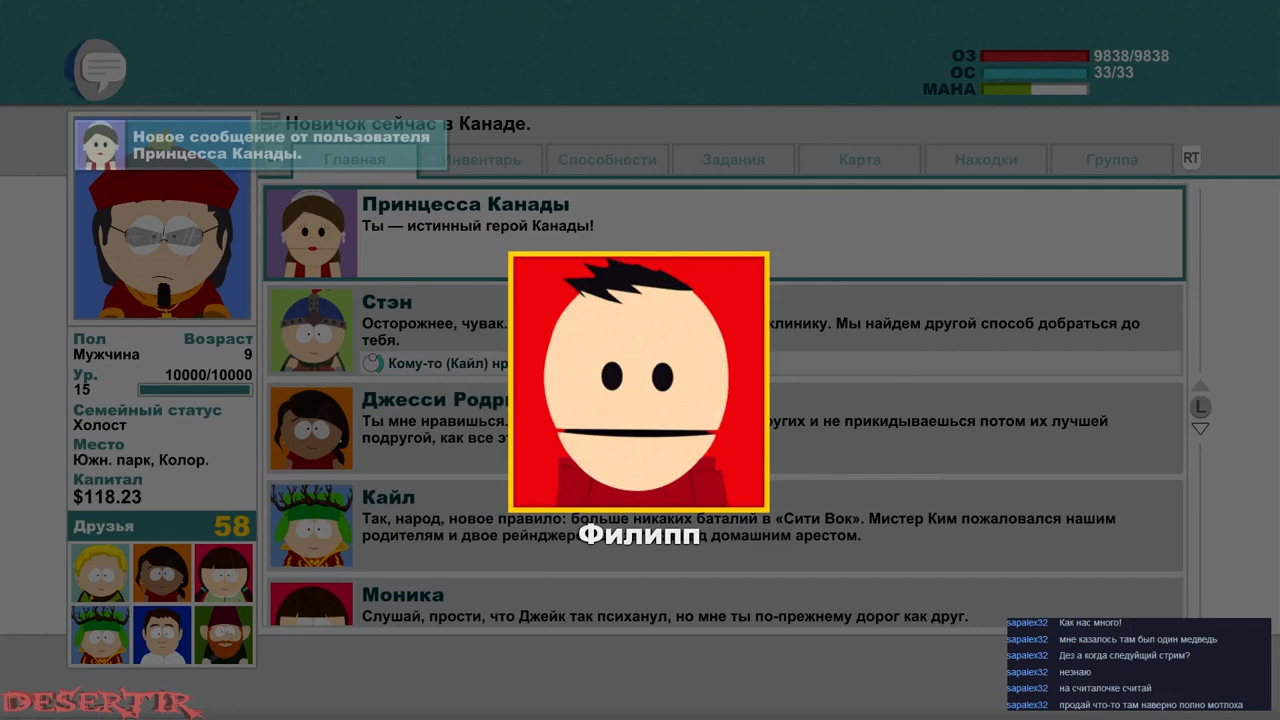 ОЗ 9838/9838
ОС 33/33
МАНА
Новичок сейчас в Канаде.
Новое сообщение от пользователя
Принцесса Канады.
Главная
Инвентарь
Способности
Задания
Карта
Находки
Группа
RT
Принцесса Канады
Ты — истинный герой Канады!
Стэн
Осторожнее, чувак. клинику. Мы найдем другой способ добраться до
тебя.
Кому-то (Кайл)
Джесси
Ты мне нравишься. и не прикидываешься потом их лучшей
подругой, как все
Кайл
Так, народ, новое правило: больше никаких баталий в «Сити Вок». Мистер Ким пожаловался нашим
родителям и двое домашним арестом.
Филипп
Моника
Слушай, прости, что Джейк так психанул, но мне ты по-прежнему дорог как друг.
Пол Возраст
Мужчина 9
Ур. 10000/10000
15
Семейный статус
Холост
Место
Южн. парк, Колор.
Капитал
$118.23
Друзья 58
L
sapalex32 Как нас много!
sapalex32 мне казалось там был один медведь
sapalex32 Дез а когда следуйщий стрим?
sapalex32 незнаю
sapalex32 на считалочке считай
sapalex32 продай что-то там наверно полно мотлоха
DESERTIR